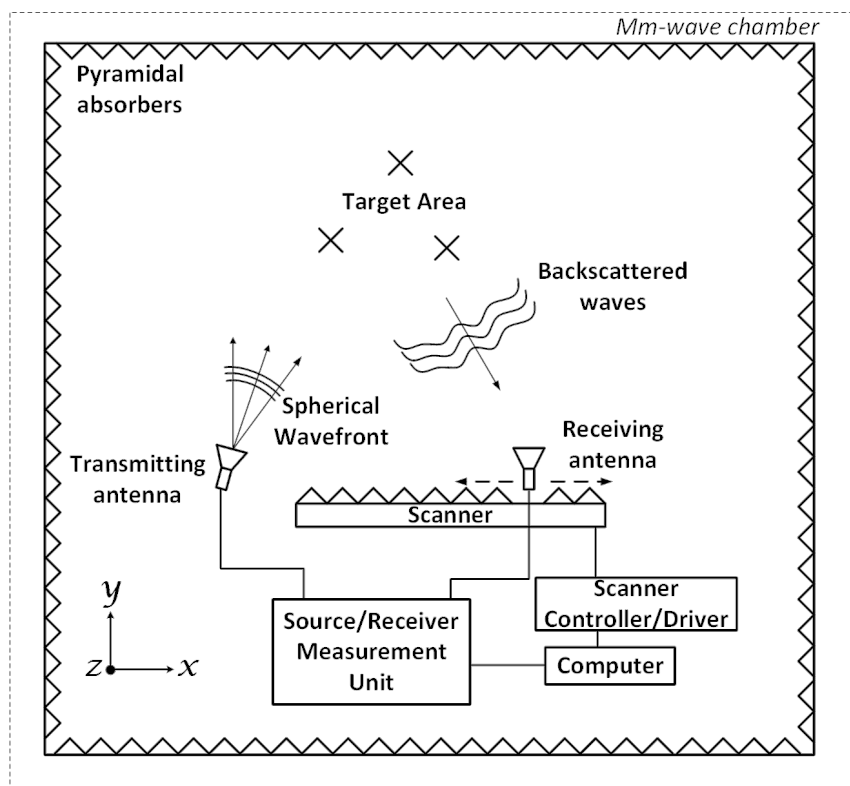 Mm-wave chamber
Pyramidal
absorbers
Target Area
Backscattered
waves
Spherical
Wavefront
Receiving
antenna
Transmitting
antenna
Scanner
Scanner
Controller/Driver
Source/Receiver
Measurement
Unit
Computer
y
z
x